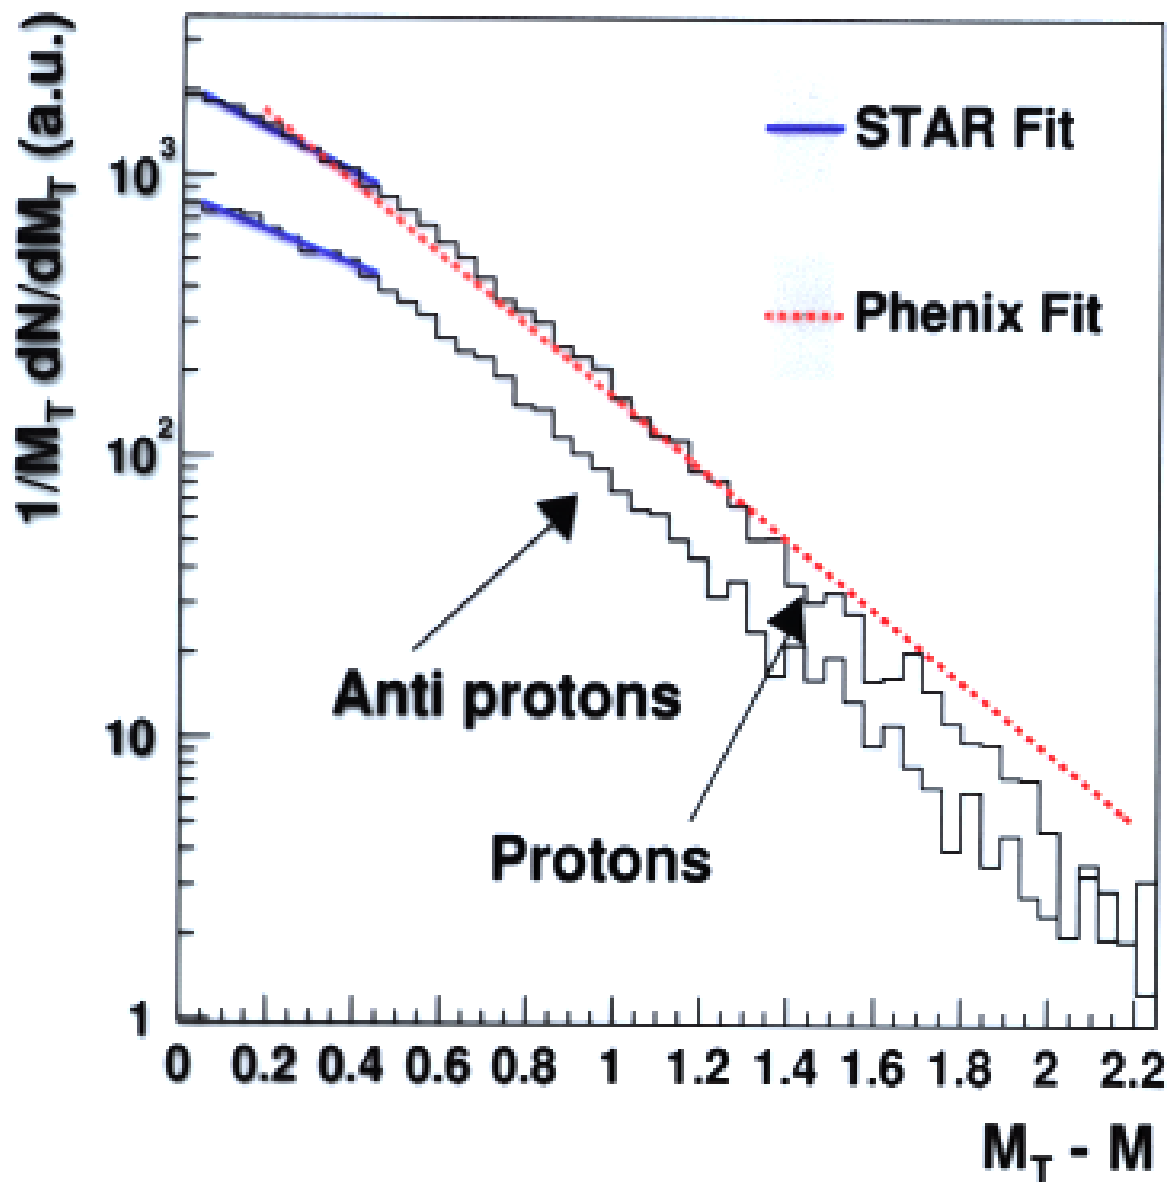 1/M_T dN/dM_T (a.u.)
STAR Fit
Phenix Fit
10^3
10^2
10
1
Anti protons
Protons
0 0.2 0.4 0.6 0.8 1 1.2 1.4 1.6 1.8 2 2.2
M_T - M